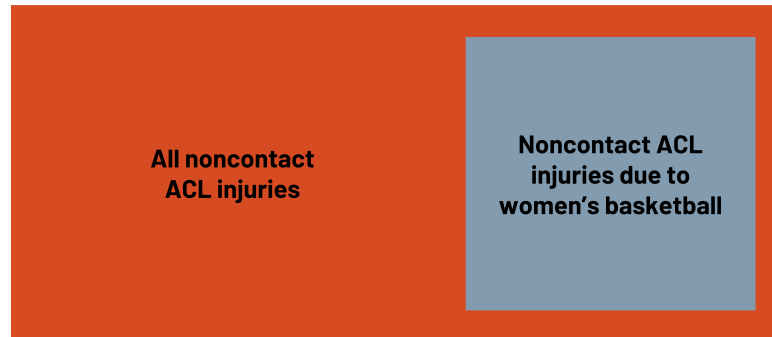 All noncontact
ACL injuries
Noncontact ACL
injuries due to
women’s basketball